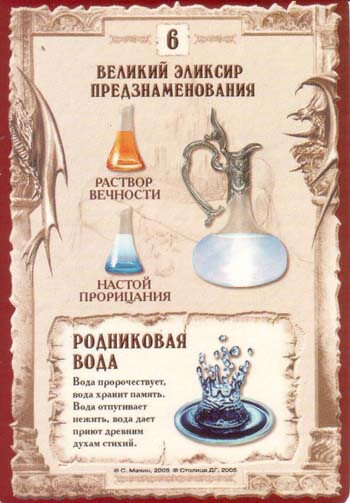 6
ВЕЛИКИЙ ЭЛИКСИР
ПРЕДЗНАМЕНОВАНИЯ
РАСТВОР
ВЕЧНОСТИ
НАСТОЙ
ПРОРИЦАНИЯ
РОДНИКОВАЯ
ВОДА
Вода пророчествует,
вода хранит память.
Вода отпугивает
нежить, вода дает
приют древним
духам стихий.
© С. Мачин, 2005 © Столица ДГ, 2005